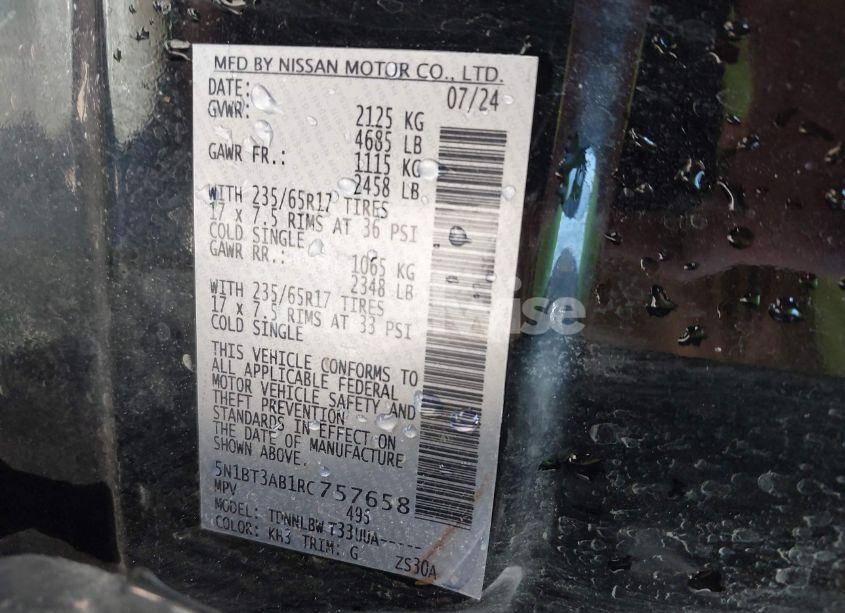 MFD BY NISSAN MOTOR CO., LTD.
DATE: 07/24
GVWR: 2125 KG
4685 LB
GAWR FR.: 1115 KG
2458 LB
WITH 235/65R17 TIRES
17 x 7.5 RIMS AT 36 PSI
COLD SINGLE
GAWR RR.: 1065 KG
2348 LB
WITH 235/65R17 TIRES
17 x 7.5 RIMS AT 33 PSI
COLD SINGLE
THIS VEHICLE CONFORMS TO
ALL APPLICABLE FEDERAL
MOTOR VEHICLE SAFETY AND
THEFT PREVENTION
STANDARDS IN EFFECT ON
THE DATE OF MANUFACTURE
SHOWN ABOVE.
5N1BT3AB1RC757658
MPV 495
MODEL:
COLOR: KH3 TRIM: G ZS30A